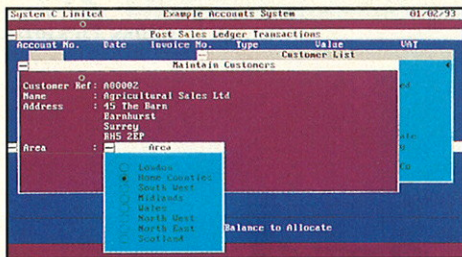 System C Limited Example Accounts System 01/02/93
Post Sales Ledger Transactions
Account No. Date Invoice No. Type Value VAT
Customer List
Maintain Customers
Customer Ref: A00002
Name : Agricultural Sales Ltd
Address : 45 The Barn
Barnhurst
Surrey
RH5 2EP
Area :
Area
London
Home Counties
South West
Midlands
Wales
North West
North East
Scotland
Balance to Allocate